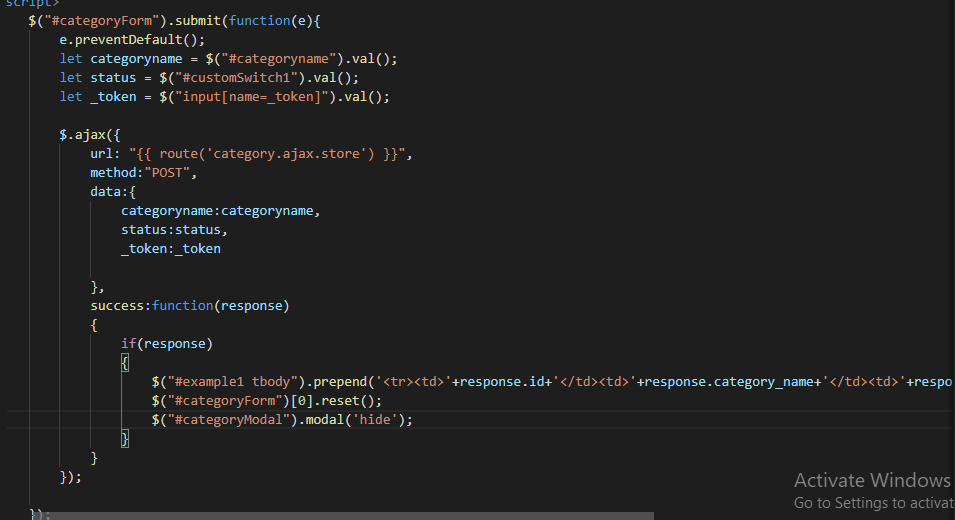 script>
$("#categoryForm").submit(function(e){
e.preventDefault();
let categoryname = $("#categoryname").val();
let status = $("#customSwitch1").val();
let _token = $("input[name=_token]").val();
$.ajax({
url: "{{ route('category.ajax.store') }}",
method:"POST",
data:{
categoryname:categoryname,
status:status,
_token:_token
},
success:function(response)
{
if(response)
{
$("#example1 tbody").prepend('<tr><td>'+response.id+'</td><td>'+response.category_name+'</td><td>'+respo
$("#categoryForm")[0].reset();
$("#categoryModal").modal('hide');
}
}
});
});
Activate Windows
Go to Settings to activat